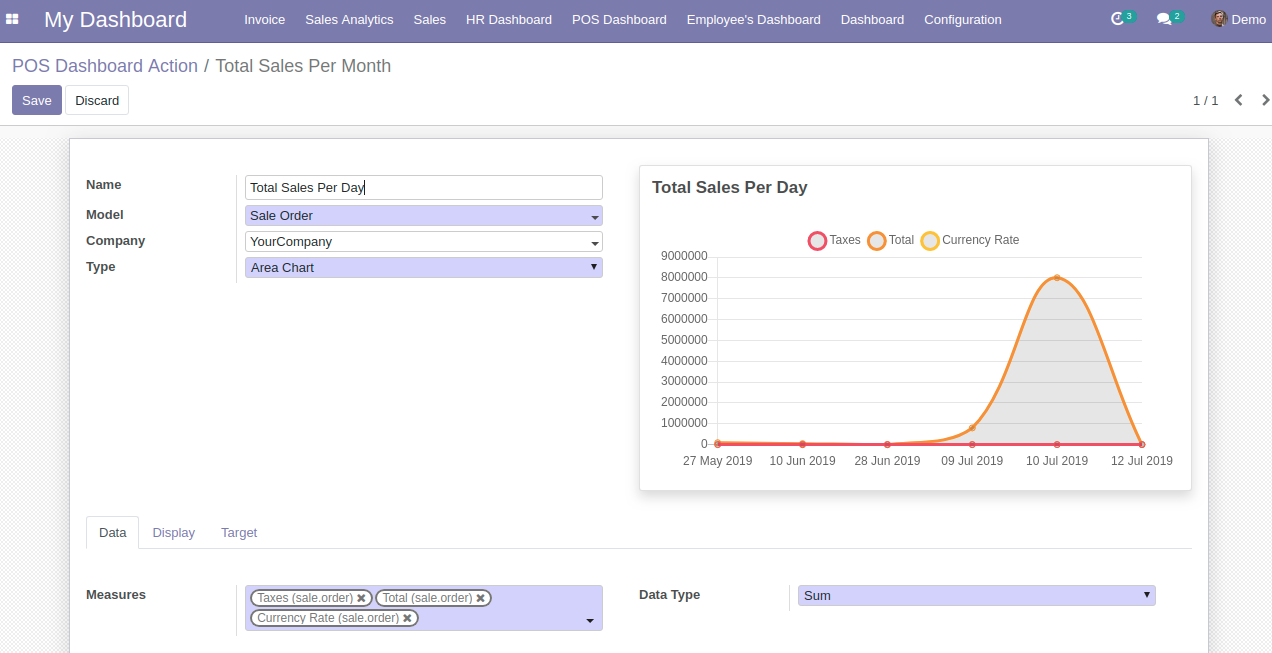 My Dashboard Invoice Sales Analytics Sales HR Dashboard POS Dashboard Employee's Dashboard Dashboard Configuration 3 2 Demo
POS Dashboard Action / Total Sales Per Month
Save Discard 1 / 1
Name Total Sales Per Day
Model Sale Order
Company YourCompany
Type Area Chart
Total Sales Per Day
Taxes Total Currency Rate
9000000
8000000
7000000
6000000
5000000
4000000
3000000
2000000
1000000
0
27 May 2019 10 Jun 2019 28 Jun 2019 09 Jul 2019 10 Jul 2019 12 Jul 2019
Data Display Target
Measures Taxes (sale.order) ✖ Total (sale.order) ✖
Currency Rate (sale.order) ✖
Data Type Sum